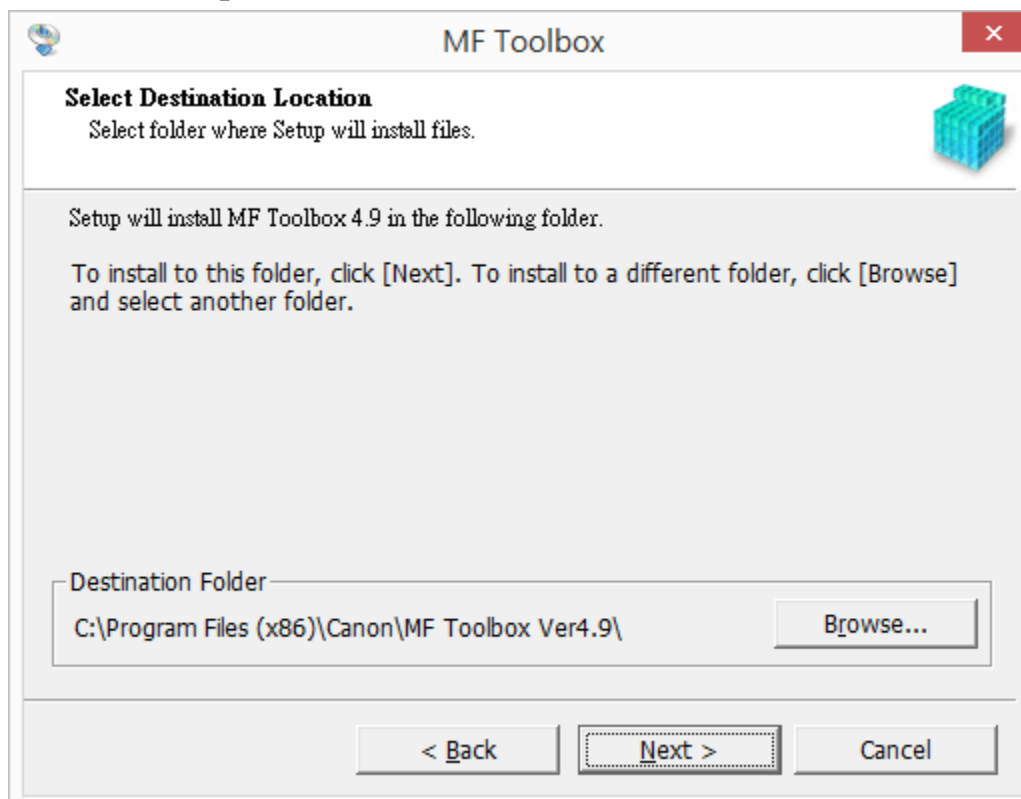 MF Toolbox
Select Destination Location
Select folder where Setup will install files.
Setup will install MF Toolbox 4.9 in the following folder.
To install to this folder, click [Next]. To install to a different folder, click [Browse]
and select another folder.
Destination Folder
C:\Program Files (x86)\Canon\MF Toolbox Ver4.9\
Browse...
< Back
Next >
Cancel